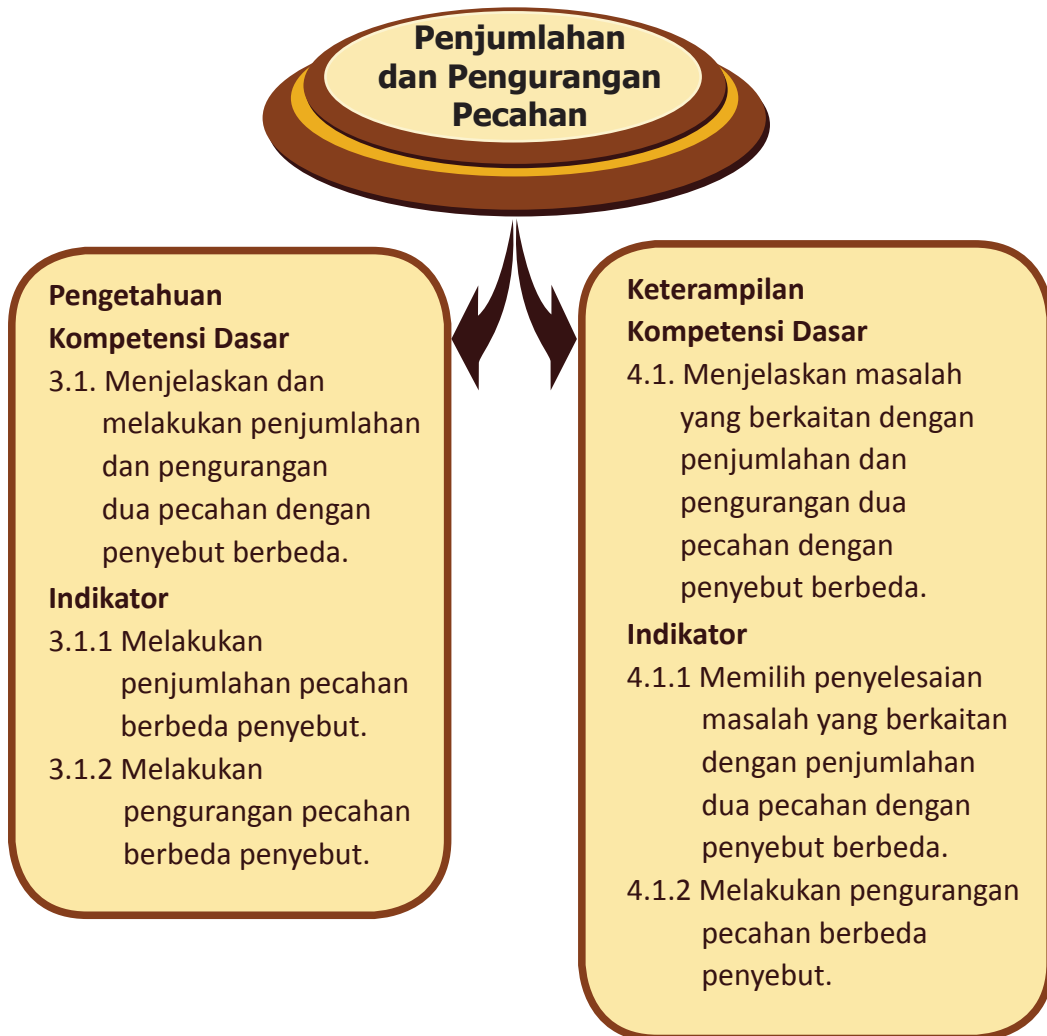 Penjumlahan
dan Pengurangan
Pecahan
Pengetahuan
Kompetensi Dasar
3.1. Menjelaskan dan
melakukan penjumlahan
dan pengurangan
dua pecahan dengan
penyebut berbeda.
Indikator
3.1.1 Melakukan
penjumlahan pecahan
berbeda penyebut.
3.1.2 Melakukan
pengurangan pecahan
berbeda penyebut.
Keterampilan
Kompetensi Dasar
4.1. Menjelaskan masalah
yang berkaitan dengan
penjumlahan dan
pengurangan dua
pecahan dengan
penyebut berbeda.
Indikator
4.1.1 Memilih penyelesaian
masalah yang berkaitan
dengan penjumlahan
dua pecahan dengan
penyebut berbeda.
4.1.2 Melakukan pengurangan
pecahan berbeda
penyebut.